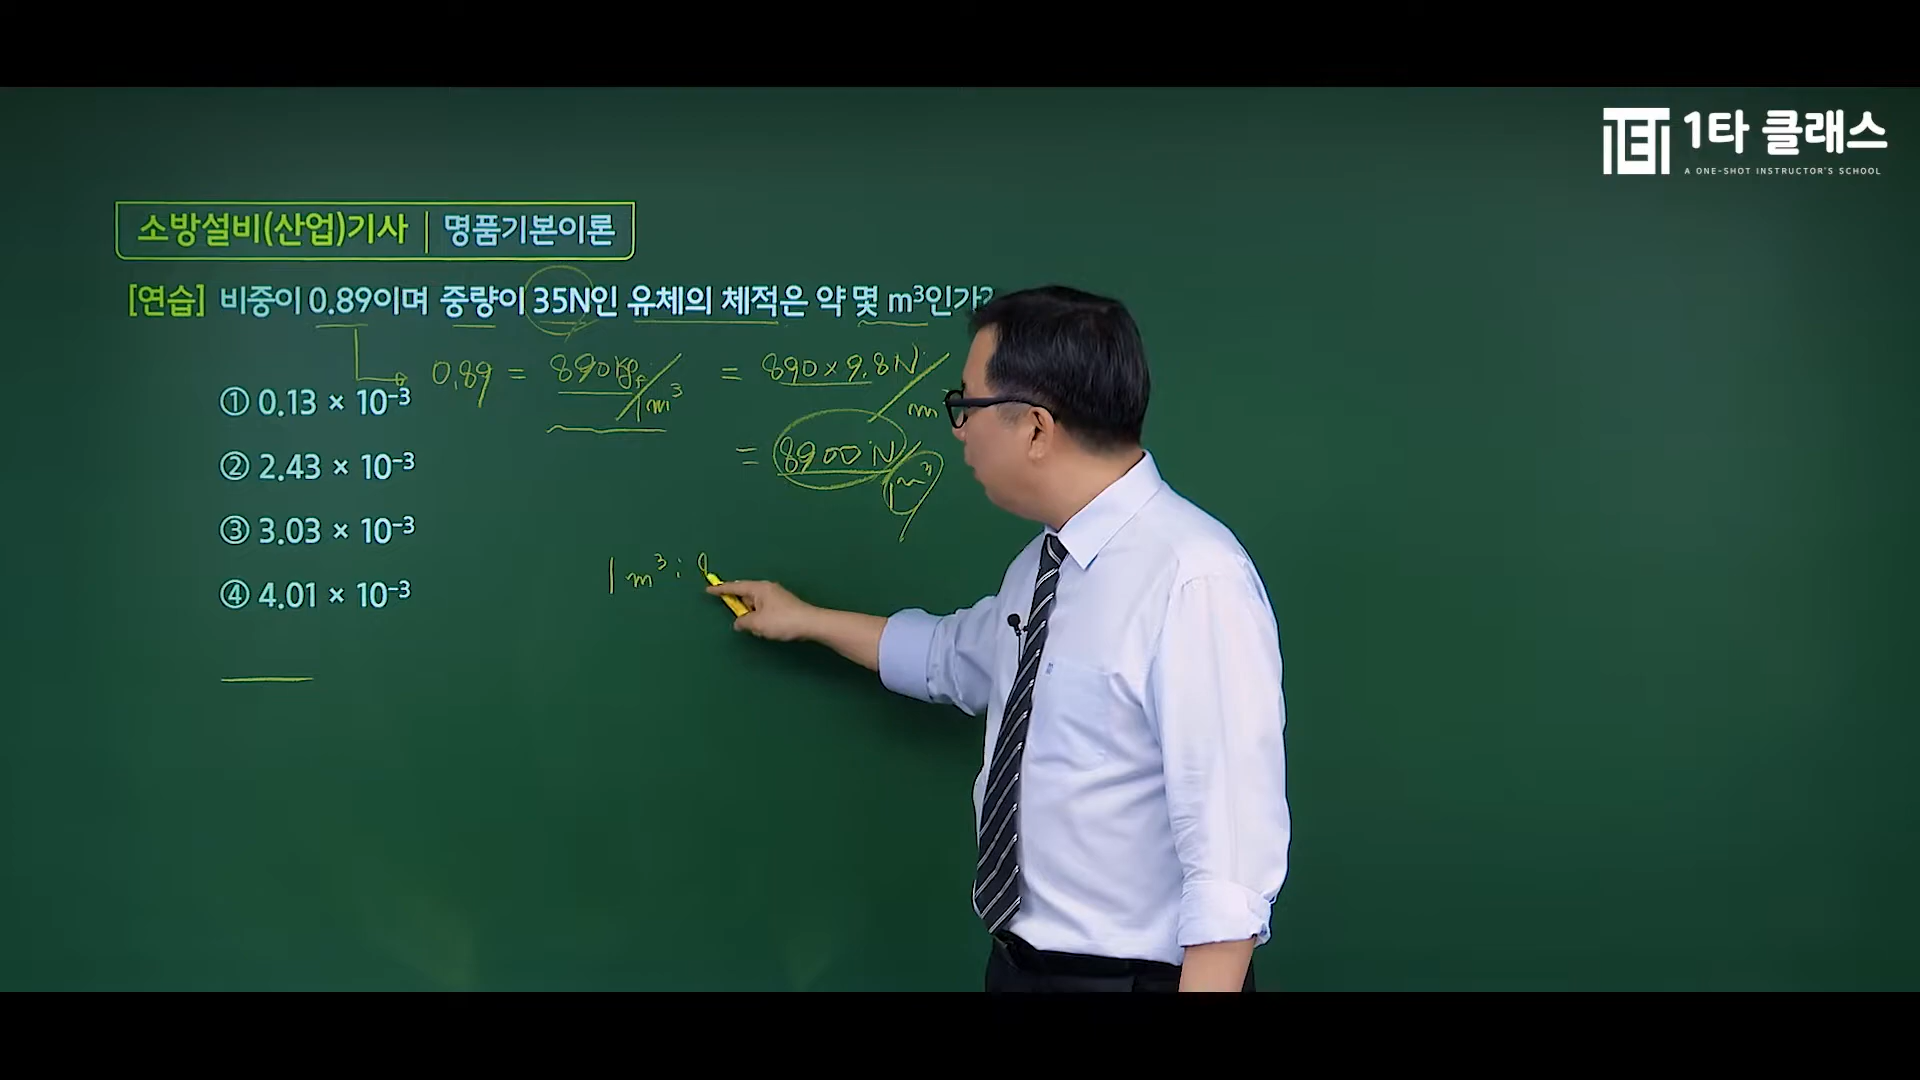 1타 클래스
A ONE-SHOT INSTRUCTOR'S SCHOOL
소방설비(산업)기사 | 명품기본이론
[연습] 비중이 0.89이며 중량이 35N인 유체의 체적은 약 몇 m³인가?
0.89 = 890kgf/1m³ = 890×9.8N/m
= 8900N/1m³
① 0.13 × 10⁻³
② 2.43 × 10⁻³
③ 3.03 × 10⁻³
④ 4.01 × 10⁻³
1m³ :